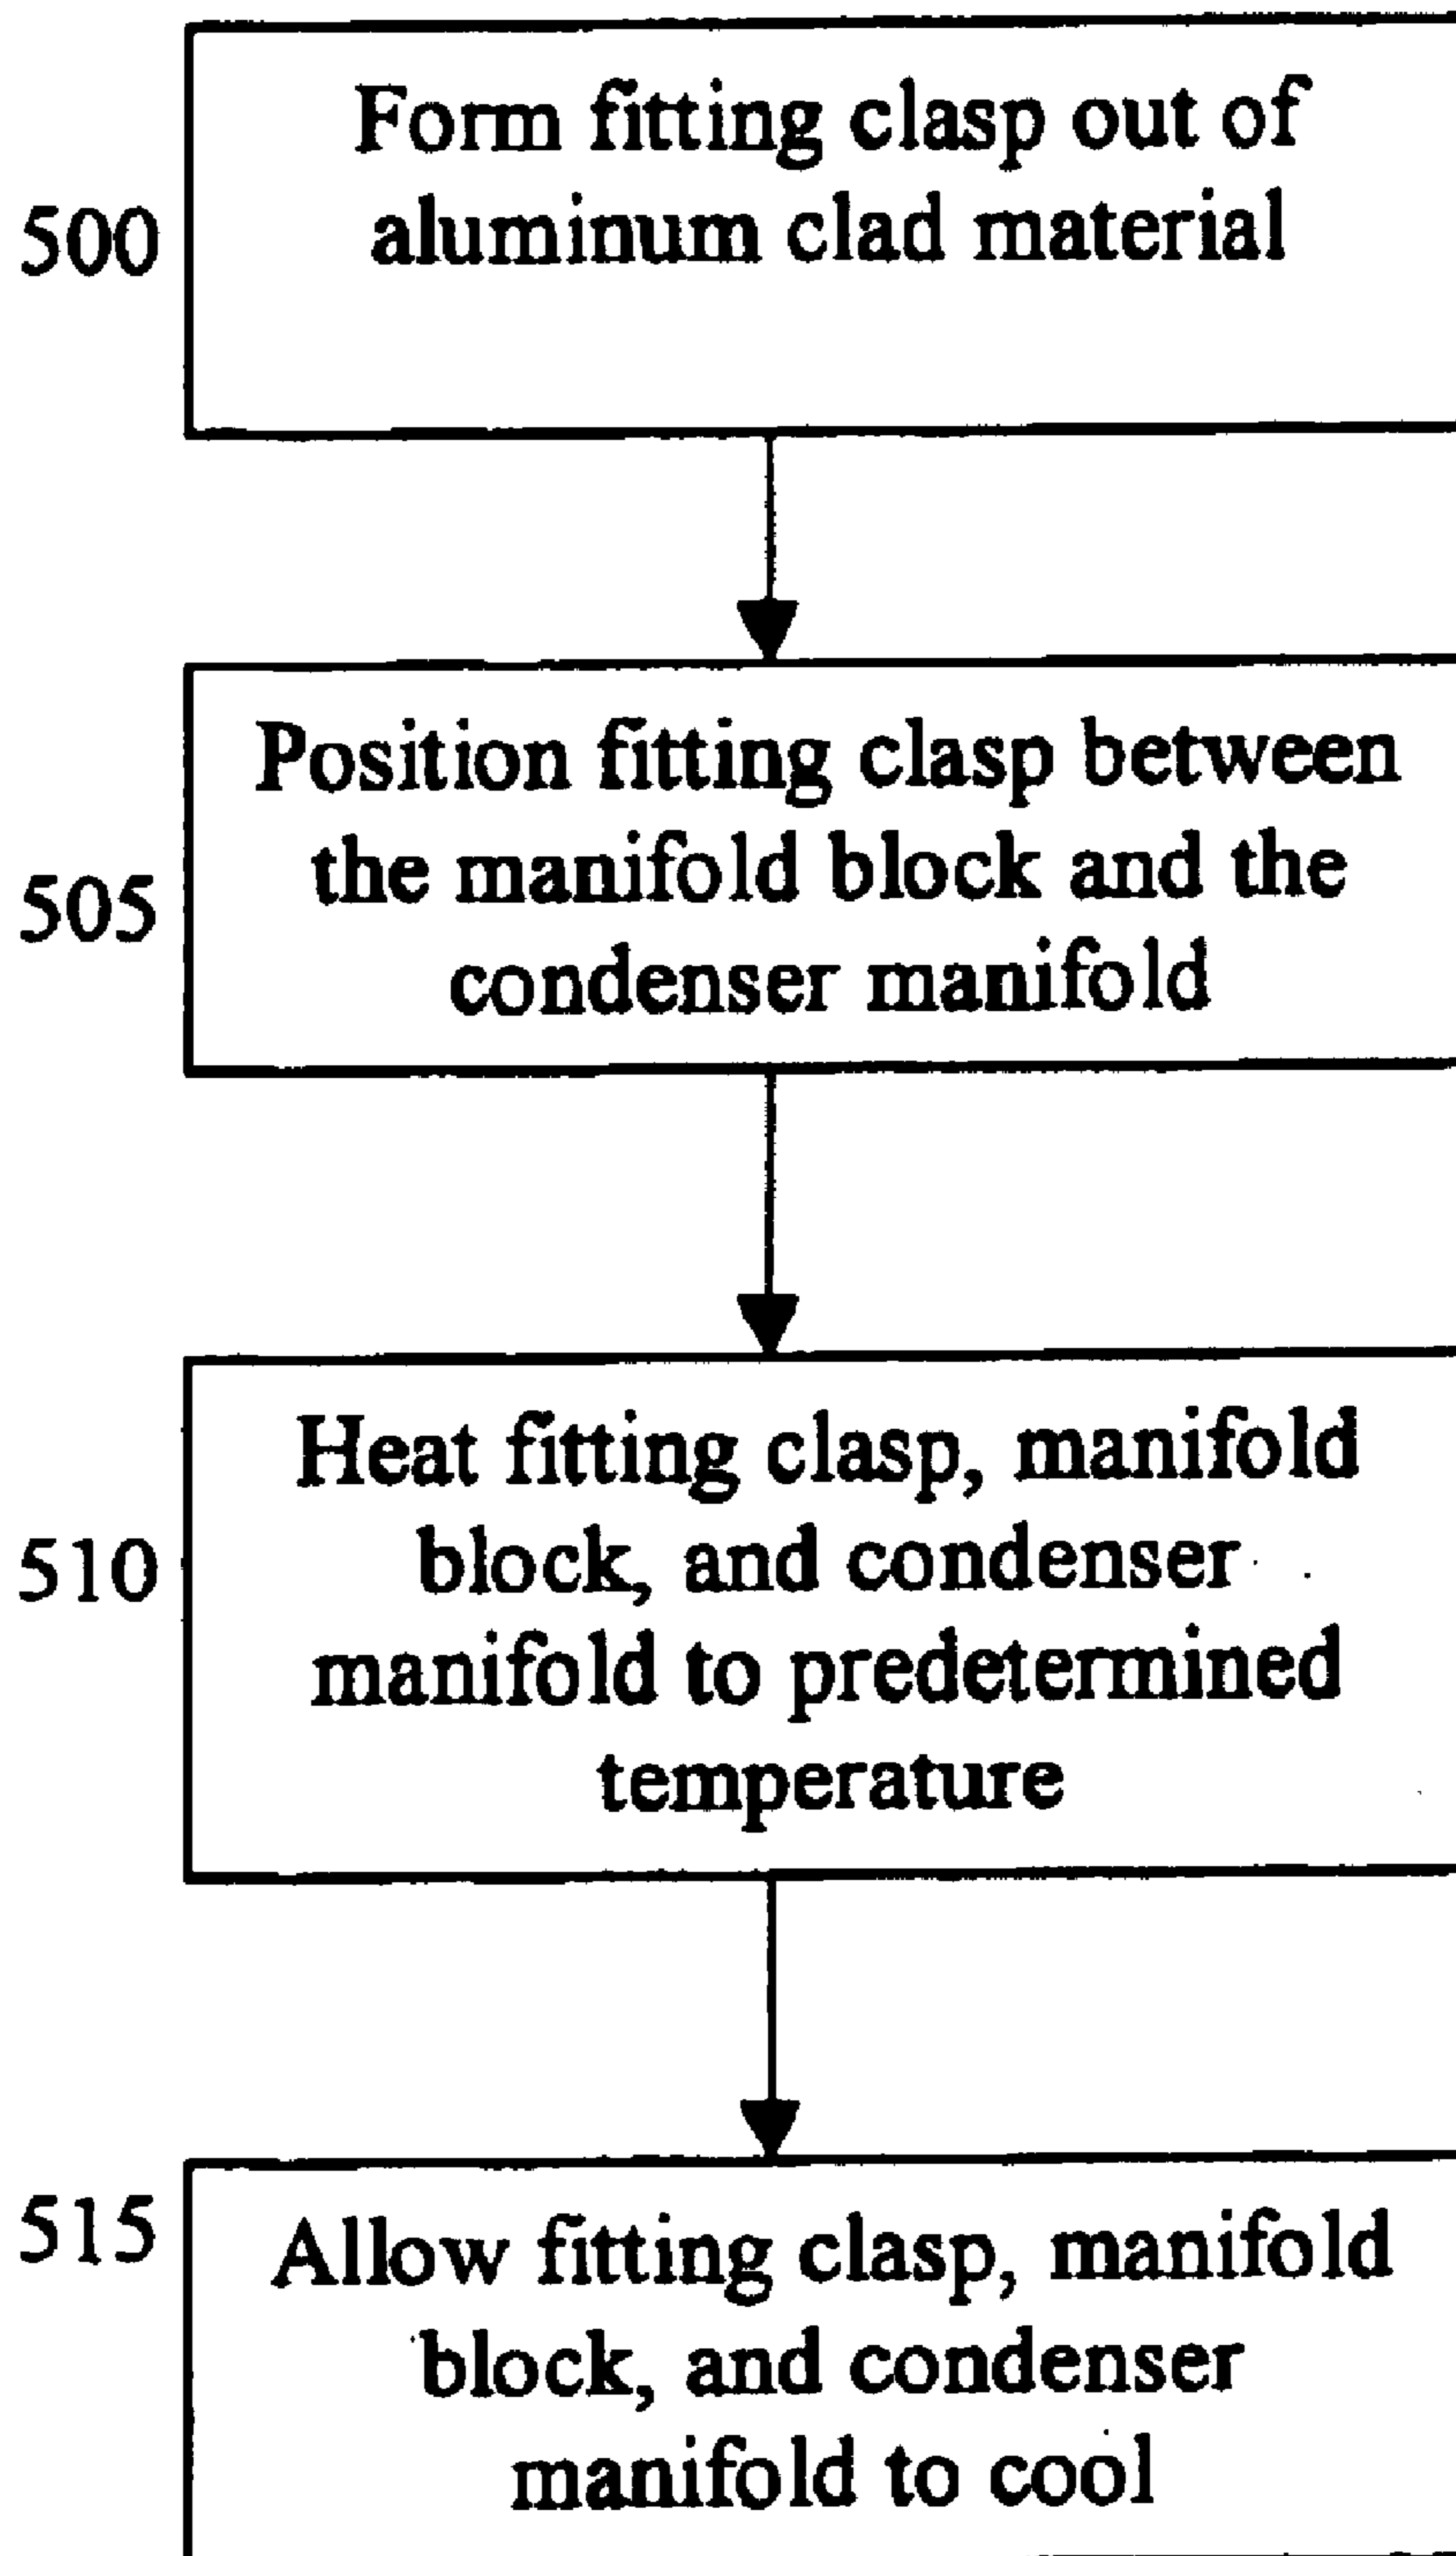 Form fitting clasp out of
aluminum clad material
500
Position fitting clasp between
the manifold block and the
condenser manifold
505
Heat fitting clasp, manifold
block, and condenser
manifold to predetermined
temperature
510
Allow fitting clasp, manifold
block, and condenser
manifold to cool
515